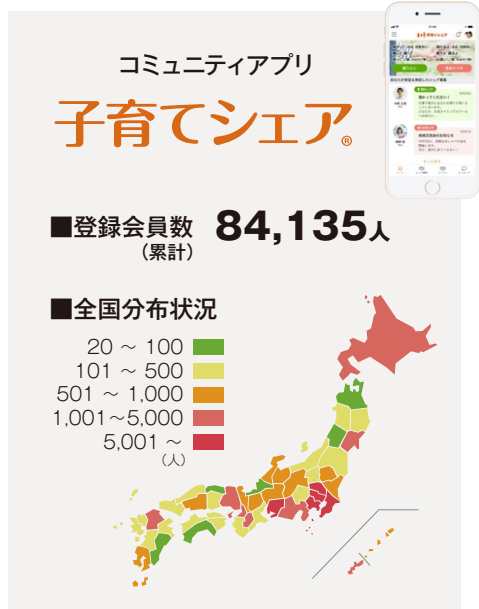 コミュニティアプリ
子育てシェア®
■登録会員数 84,135人
(累計)
■全国分布状況
20 ～ 100
101 ～ 500
501 ～ 1,000
1,001～5,000
5,001 ～
(人)